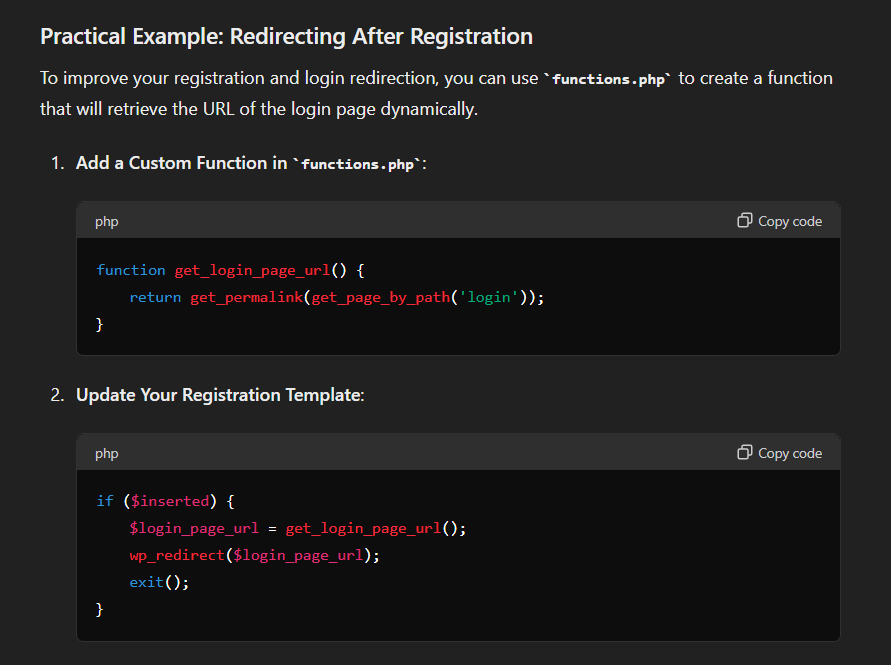 Practical Example: Redirecting After Registration
To improve your registration and login redirection, you can use `functions.php` to create a function
that will retrieve the URL of the login page dynamically.
1. Add a Custom Function in `functions.php`:
php Copy code
function get_login_page_url() {
    return get_permalink(get_page_by_path('login'));
}
2. Update Your Registration Template:
php Copy code
if ($inserted) {
    $login_page_url = get_login_page_url();
    wp_redirect($login_page_url);
    exit();
}